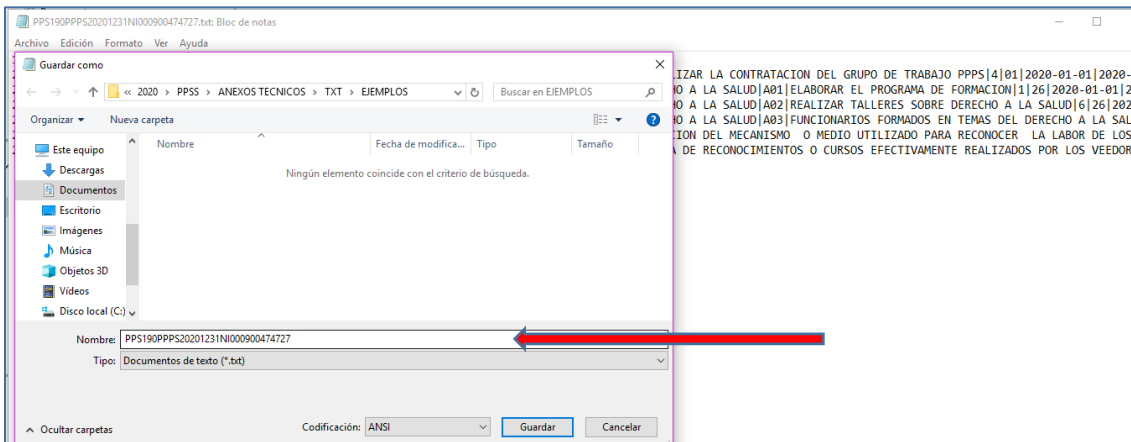 PPS190PPPS20201231NI000900474727.txt: Bloc de notas
Archivo Edición Formato Ver Ayuda
Guardar como
« 2020 > PPSS > ANEXOS TECNICOS > TXT > EJEMPLOS
Buscar en EJEMPLOS
Organizar
Nueva carpeta
Nombre
Fecha de modifica...
Tipo
Tamaño
Ningún elemento coincide con el criterio de búsqueda.
Este equipo
Descargas
Documentos
Escritorio
Imágenes
Música
Objetos 3D
Vídeos
Disco local (C:)
Nombre: PPS190PPPS20201231NI000900474727
Tipo: Documentos de texto (*.txt)
Ocultar carpetas
Codificación: ANSI
Guardar
Cancelar
IZAR LA CONTRATACION DEL GRUPO DE TRABAJO PPPS|4|01|2020-01-01|2020-
HO A LA SALUD|A01|ELABORAR EL PROGRAMA DE FORMACION|1|26|2020-01-01|2
HO A LA SALUD|A02|REALIZAR TALLERES SOBRE DERECHO A LA SALUD|6|26|202
HO A LA SALUD|A03|FUNCIONARIOS FORMADOS EN TEMAS DEL DERECHO A LA SAL
ION DEL MECANISMO O MEDIO UTILIZADO PARA RECONOCER LA LABOR DE LOS
A DE RECONOCIMIENTOS O CURSOS EFECTIVAMENTE REALIZADOS POR LOS VEEDOR